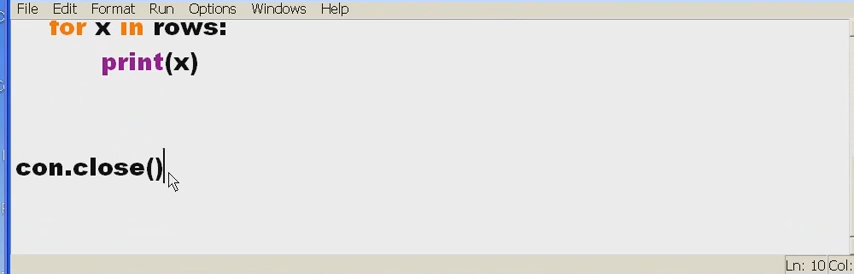 File Edit Format Run Options Windows Help
for x in rows:
print(x)
con.close()
Ln: 10 Col: